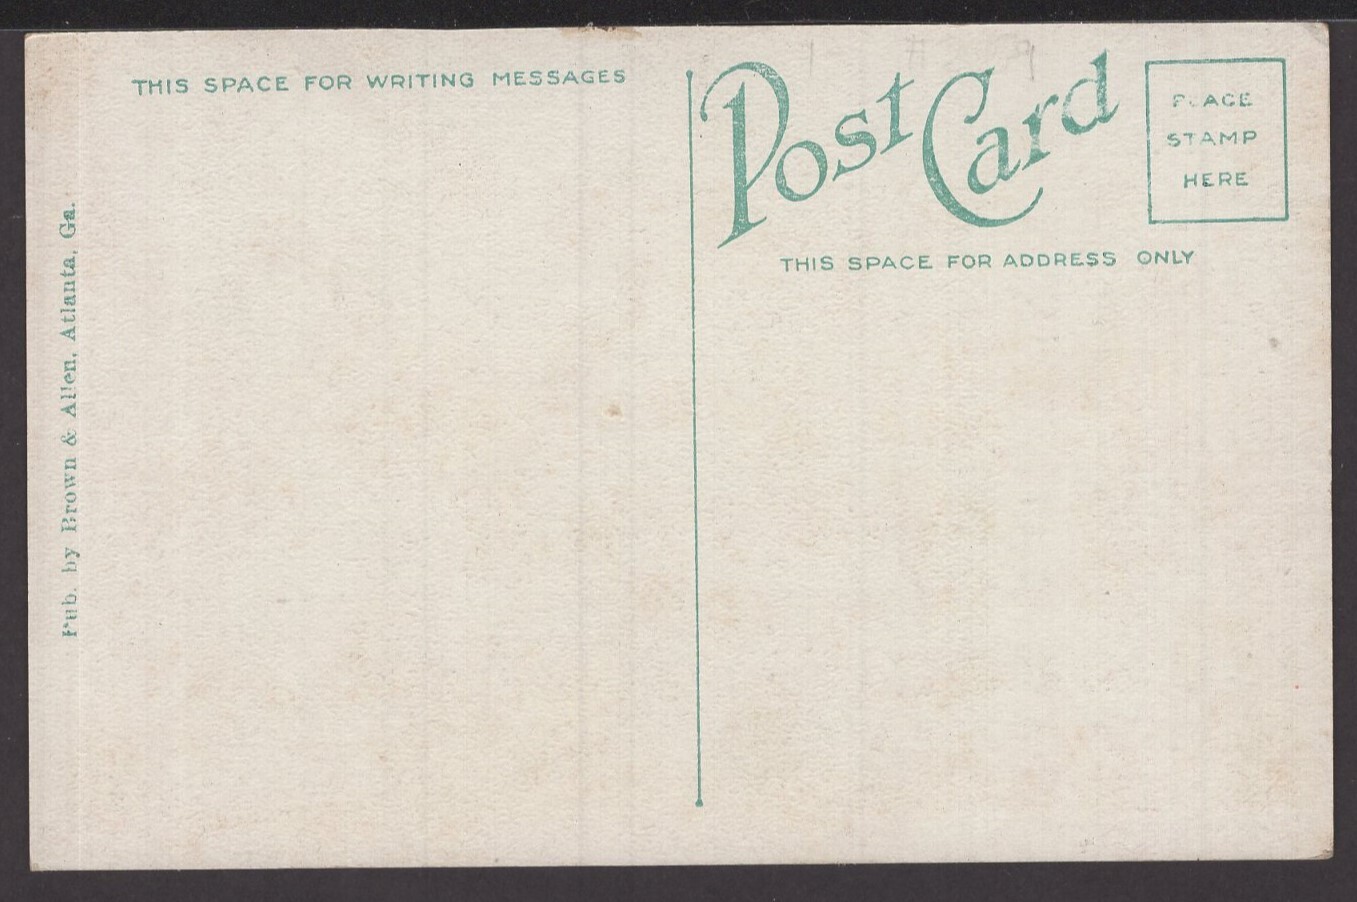 THIS SPACE FOR WRITING MESSAGES
Post Card
PLACE
STAMP
HERE
THIS SPACE FOR ADDRESS ONLY
Pub. by Brown & Allen, Atlanta, Ga.